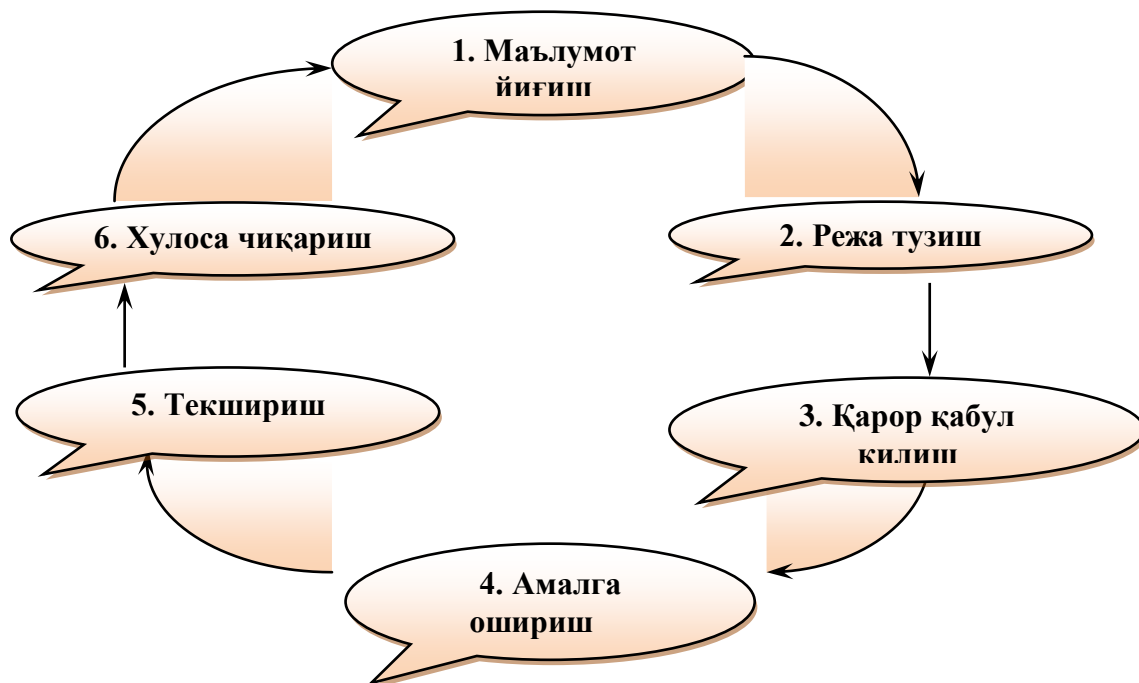 1. Маълумот
йиғиш
2. Режа тузиш
3. Қарор қабул
килиш
4. Амалга
ошириш
5. Текшириш
6. Хулоса чиқариш